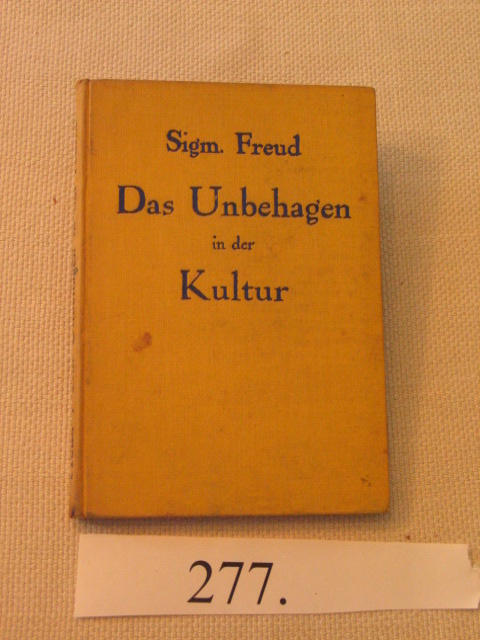 Sigm. Freud
Das Unbehagen
in der
Kultur
277.